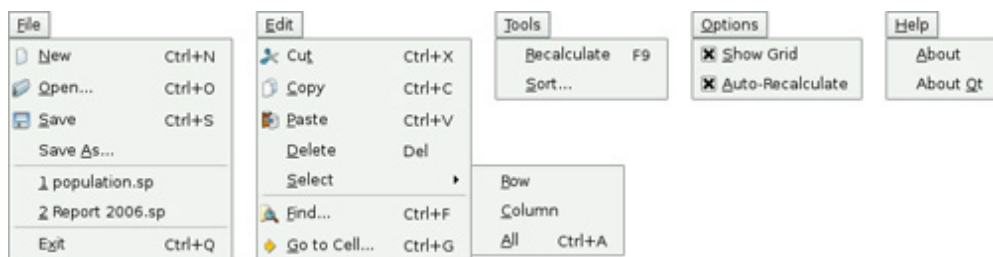 File
New Ctrl+N
Open... Ctrl+O
Save Ctrl+S
Save As...
1 population.sp
2 Report 2006.sp
Exit Ctrl+Q
Edit
Cut Ctrl+X
Copy Ctrl+C
Paste Ctrl+V
Delete Del
Select
Find... Ctrl+F
Go to Cell... Ctrl+G
Row
Column
All Ctrl+A
Tools
Recalculate F9
Sort...
Options
Show Grid
Auto-Recalculate
Help
About
About Qt